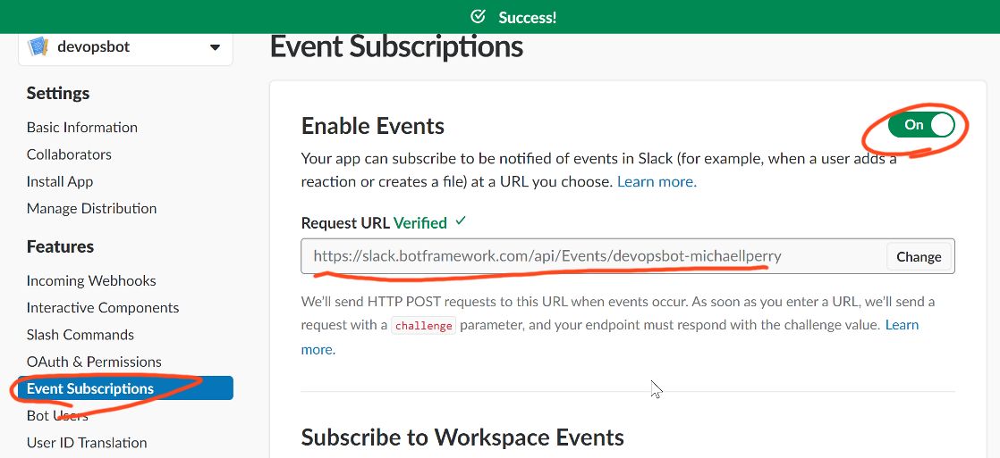 Success!
devopsbot
Event Subscriptions
Settings
Basic Information
Collaborators
Install App
Manage Distribution
Features
Incoming Webhooks
Interactive Components
Slash Commands
OAuth & Permissions
Event Subscriptions
Bot Users
User ID Translation
Enable Events
On
Your app can subscribe to be notified of events in Slack (for example, when a user adds a
reaction or creates a file) at a URL you choose. Learn more.
Request URL Verified
https://slack.botframework.com/api/Events/devopsbot-michaellperry
Change
We'll send HTTP POST requests to this URL when events occur. As soon as you enter a URL, we'll send a
request with a challenge parameter, and your endpoint must respond with the challenge value. Learn
more.
Subscribe to Workspace Events